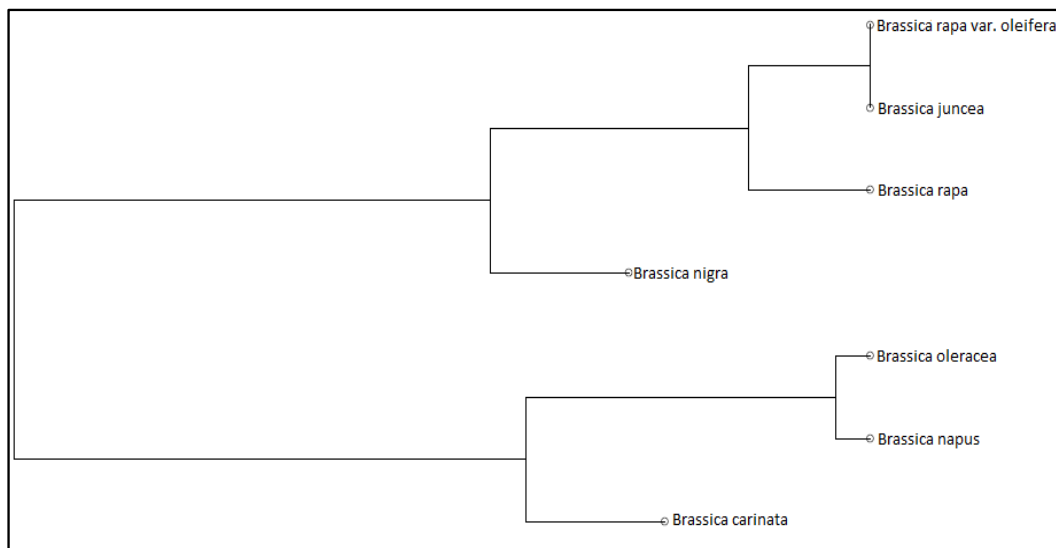 Brassica rapa var. oleifera
Brassica juncea
Brassica rapa
Brassica nigra
Brassica oleracea
Brassica napus
Brassica carinata